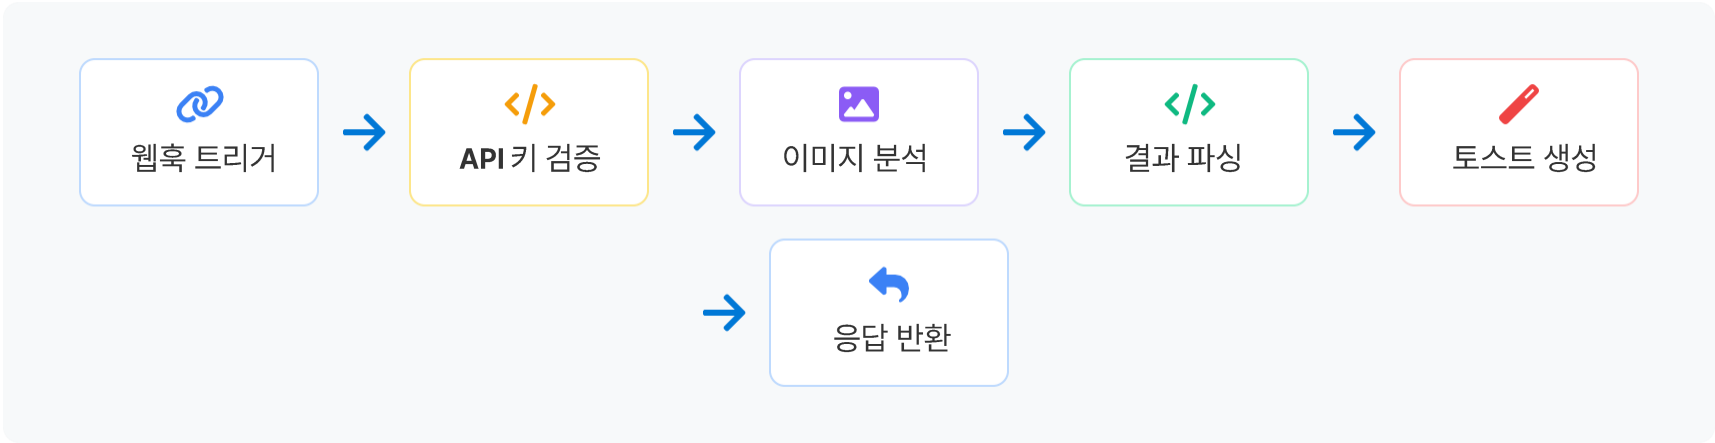 웹훅 트리거
API 키 검증
이미지 분석
결과 파싱
토스트 생성
응답 반환